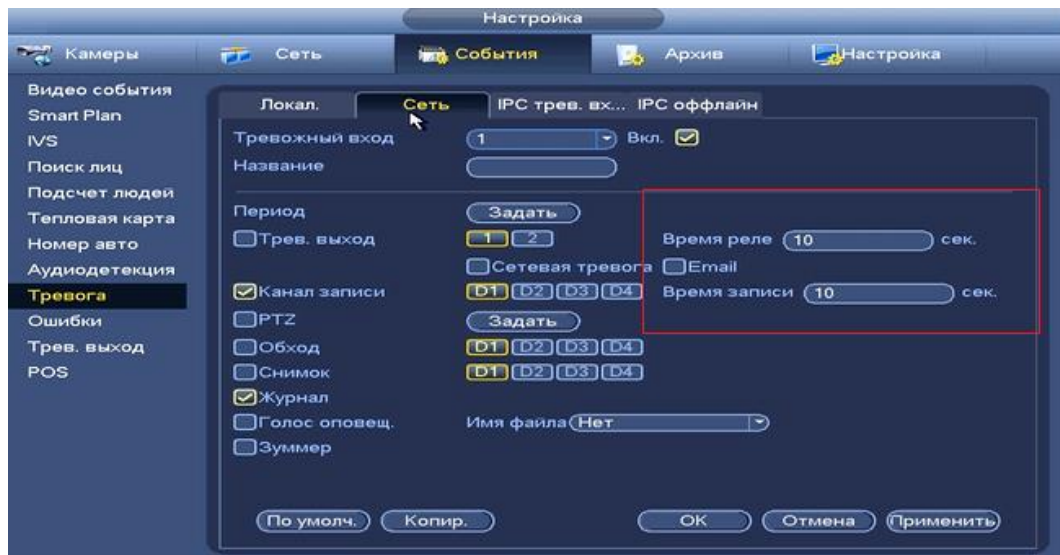 Настройка
Камеры Сеть События Архив Настройка
Видео события
Smart Plan
IVS
Поиск лиц
Подсчет людей
Тепловая карта
Номер авто
Аудиодетекция
Тревога
Ошибки
Трев. выход
POS
Локал. Сеть IPC трев. вх... IPC оффлайн
Тревожный вход 1 Вкл.
Название
Период Задать
Трев. выход 1 2 Время реле 10 сек.
Сетевая тревога Email
Канал записи D1 D2 D3 D4 Время записи 10 сек.
PTZ Задать
Обход D1 D2 D3 D4
Снимок D1 D2 D3 D4
Журнал
Голос оповещ. Имя файла Нет
Зуммер
По умолч. Копир. OK Отмена Применить